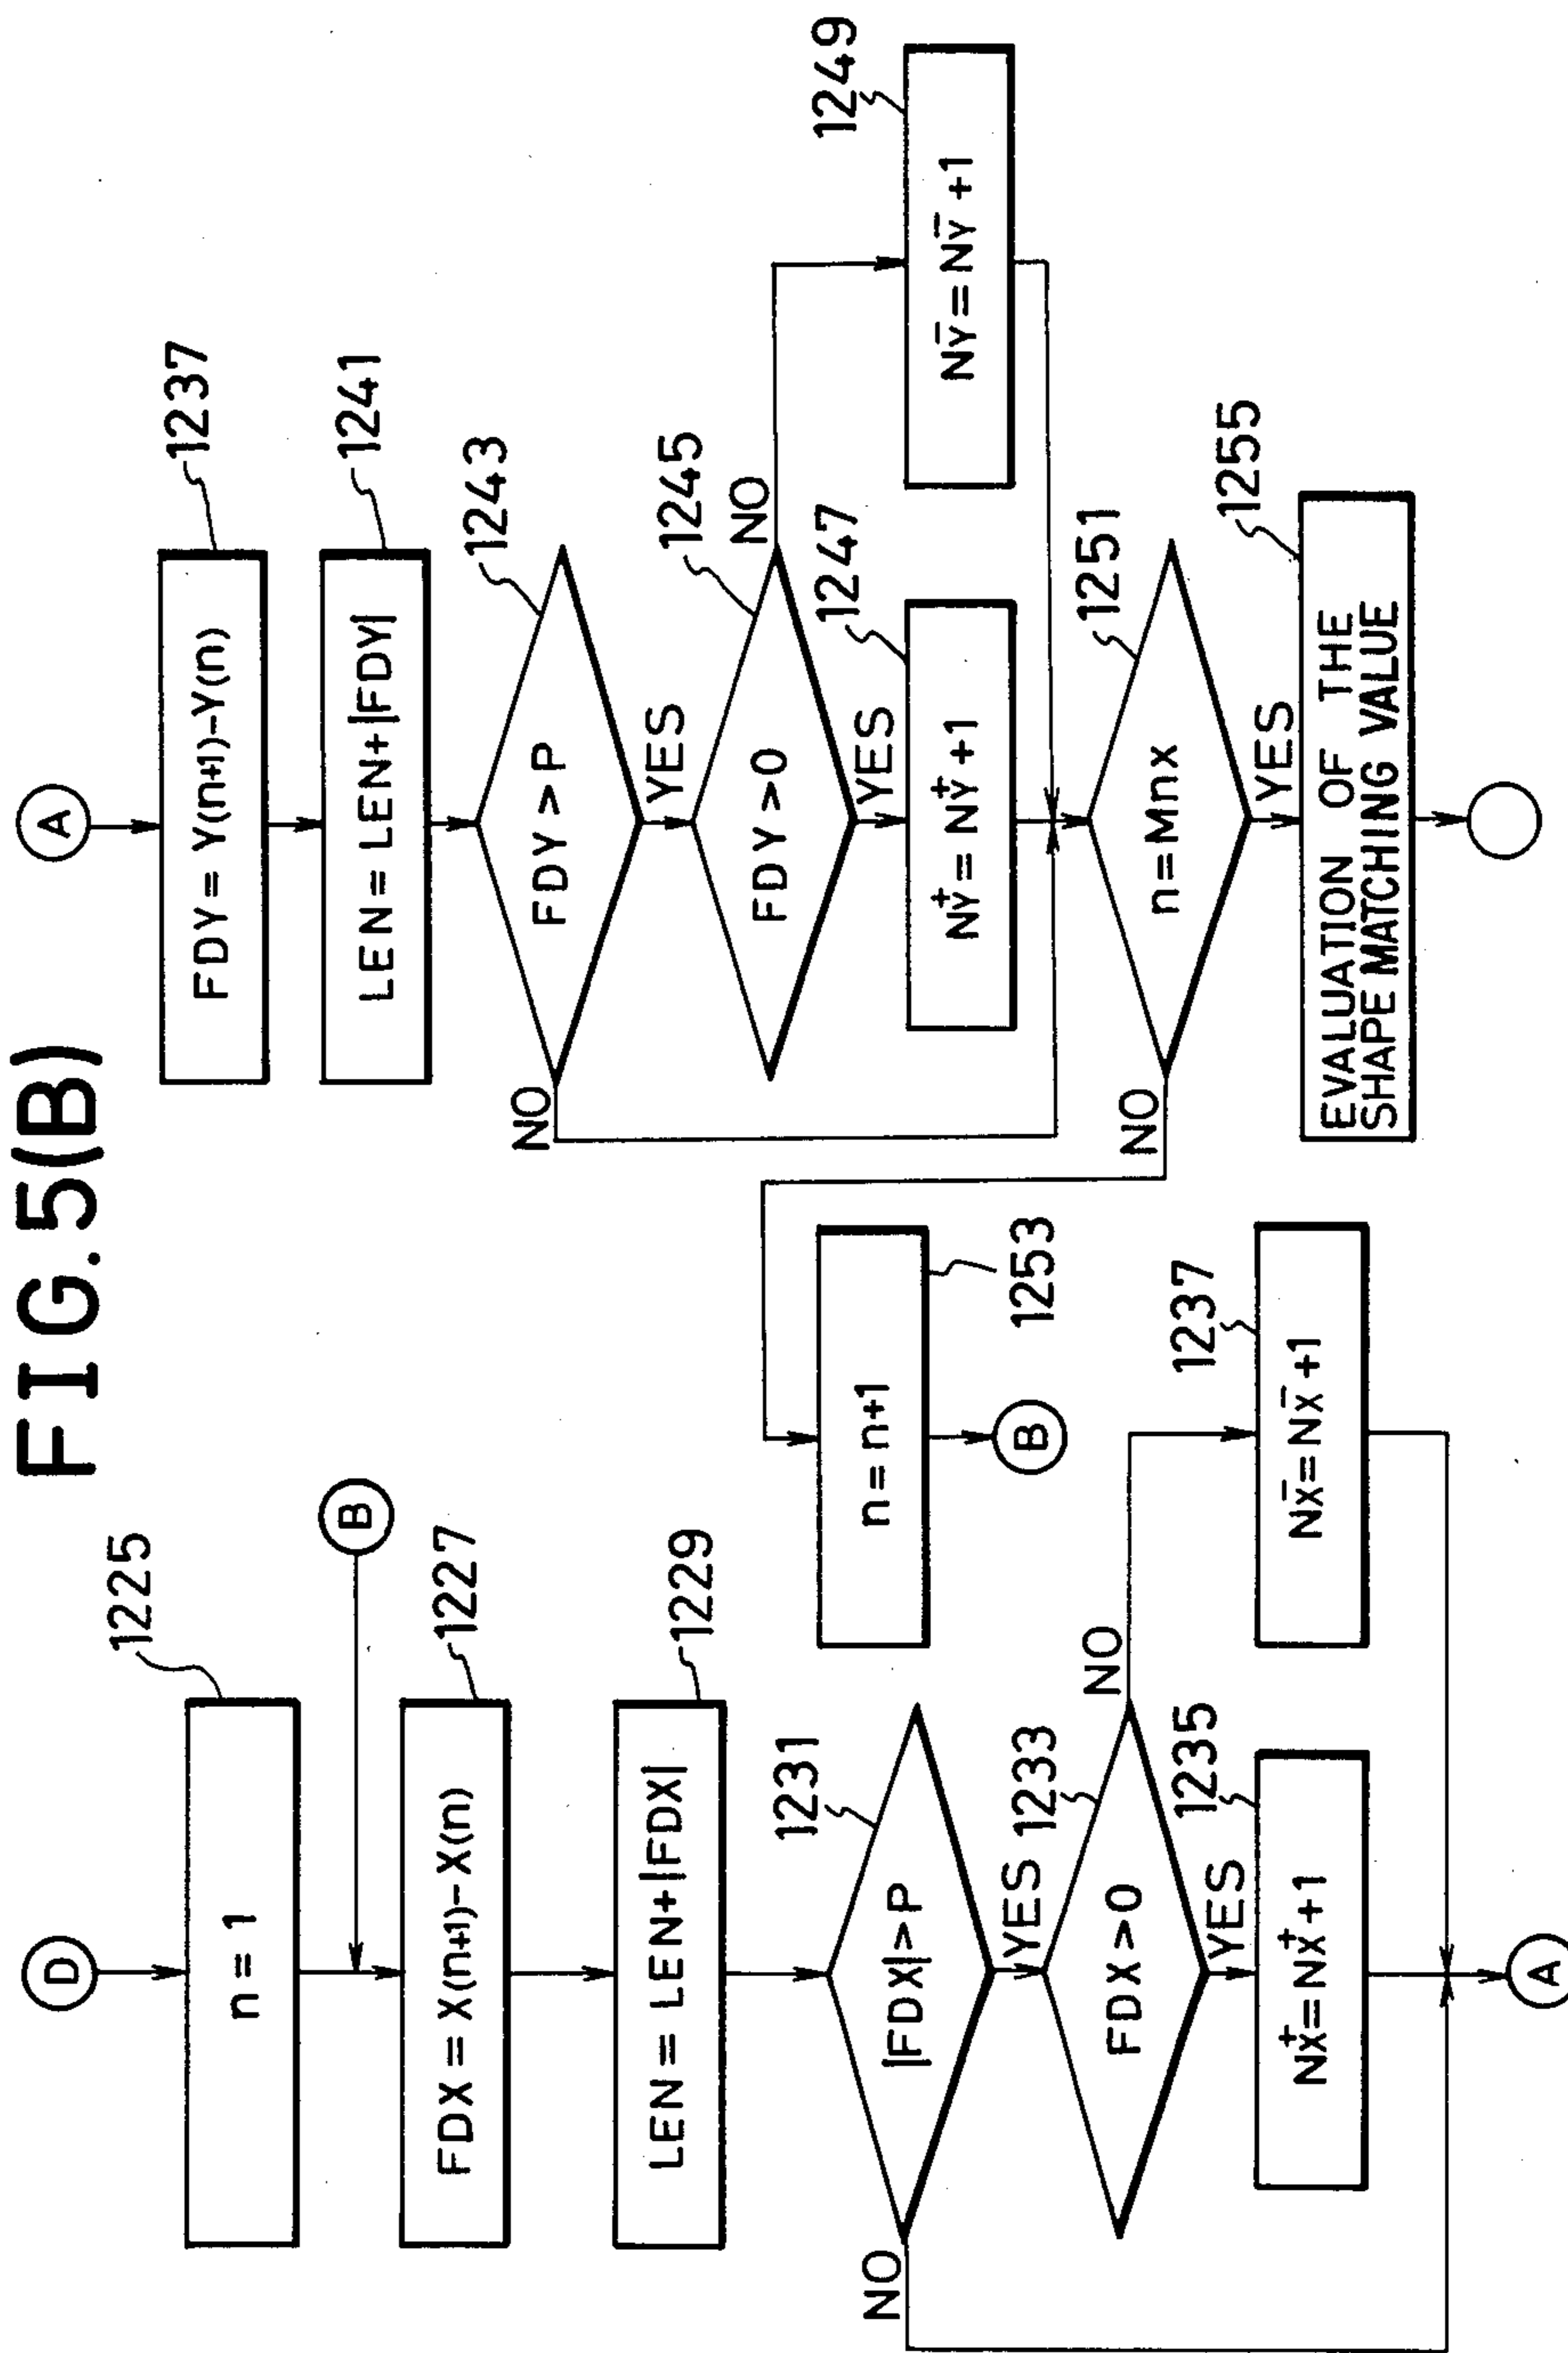 FIG.5(B)
D
1225
n = 1
B
1227
FDX = X(n+1)-X(n)
1229
LEN = LEN+|FDX|
1231
|FDX|>P
NO
YES
1233
FDX>0
NO
YES
1235
NX⁺=NX⁺+1
1237
NX⁻=NX⁻+1
A
A
1237
FDY = Y(n+1)-Y(n)
1241
LEN = LEN+|FDY|
1243
FDY>P
NO
YES
1245
FDY>0
NO
YES
1247
NY⁺=NY⁺+1
1249
NY⁻=NY⁻+1
1251
n=Mnx
NO
YES
1253
n = n+1
B
1255
EVALUATION OF THE
SHAPE MATCHING VALUE